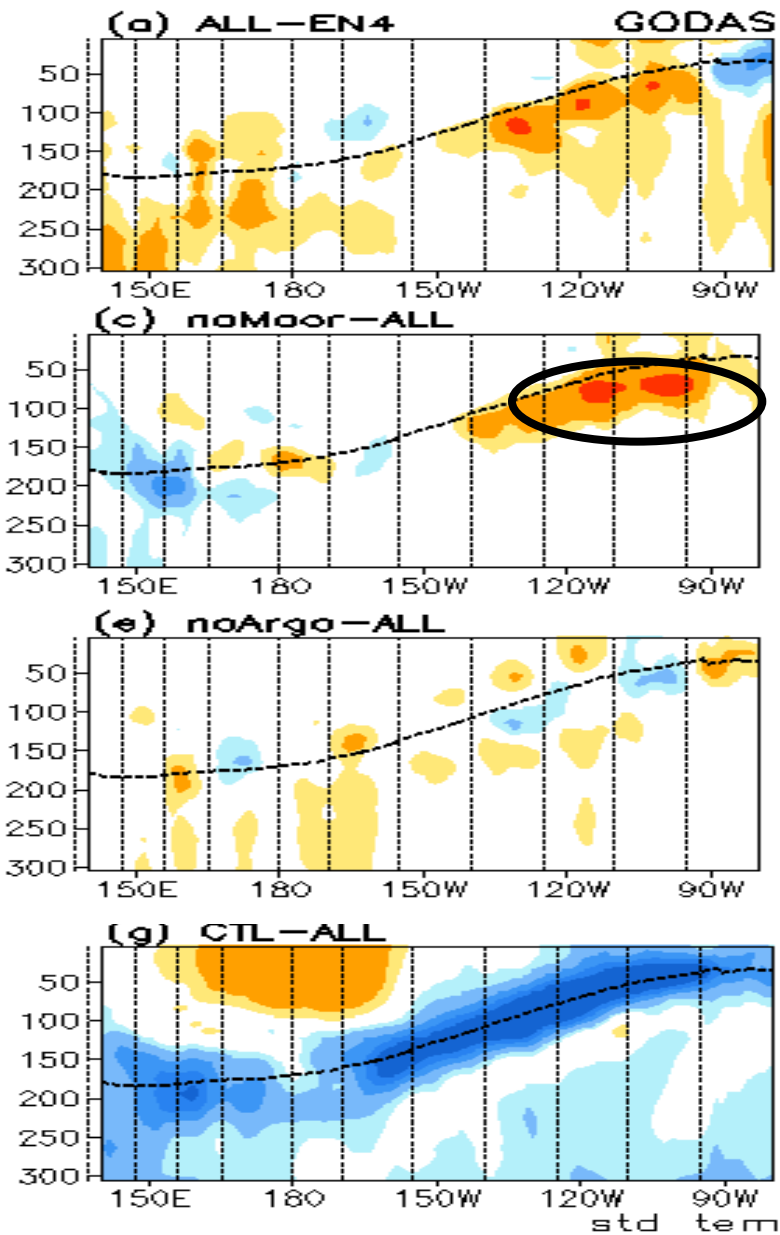 (a) ALL-EN4 GODAS
50
100
150
200
250
300
150E 180 150W 120W 90W
(c) noMoor-ALL
50
100
150
200
250
300
150E 180 150W 120W 90W
(e) noArgo-ALL
50
100
150
200
250
300
150E 180 150W 120W 90W
(g) CTL-ALL
50
100
150
200
250
300
150E 180 150W 120W 90W
std tem